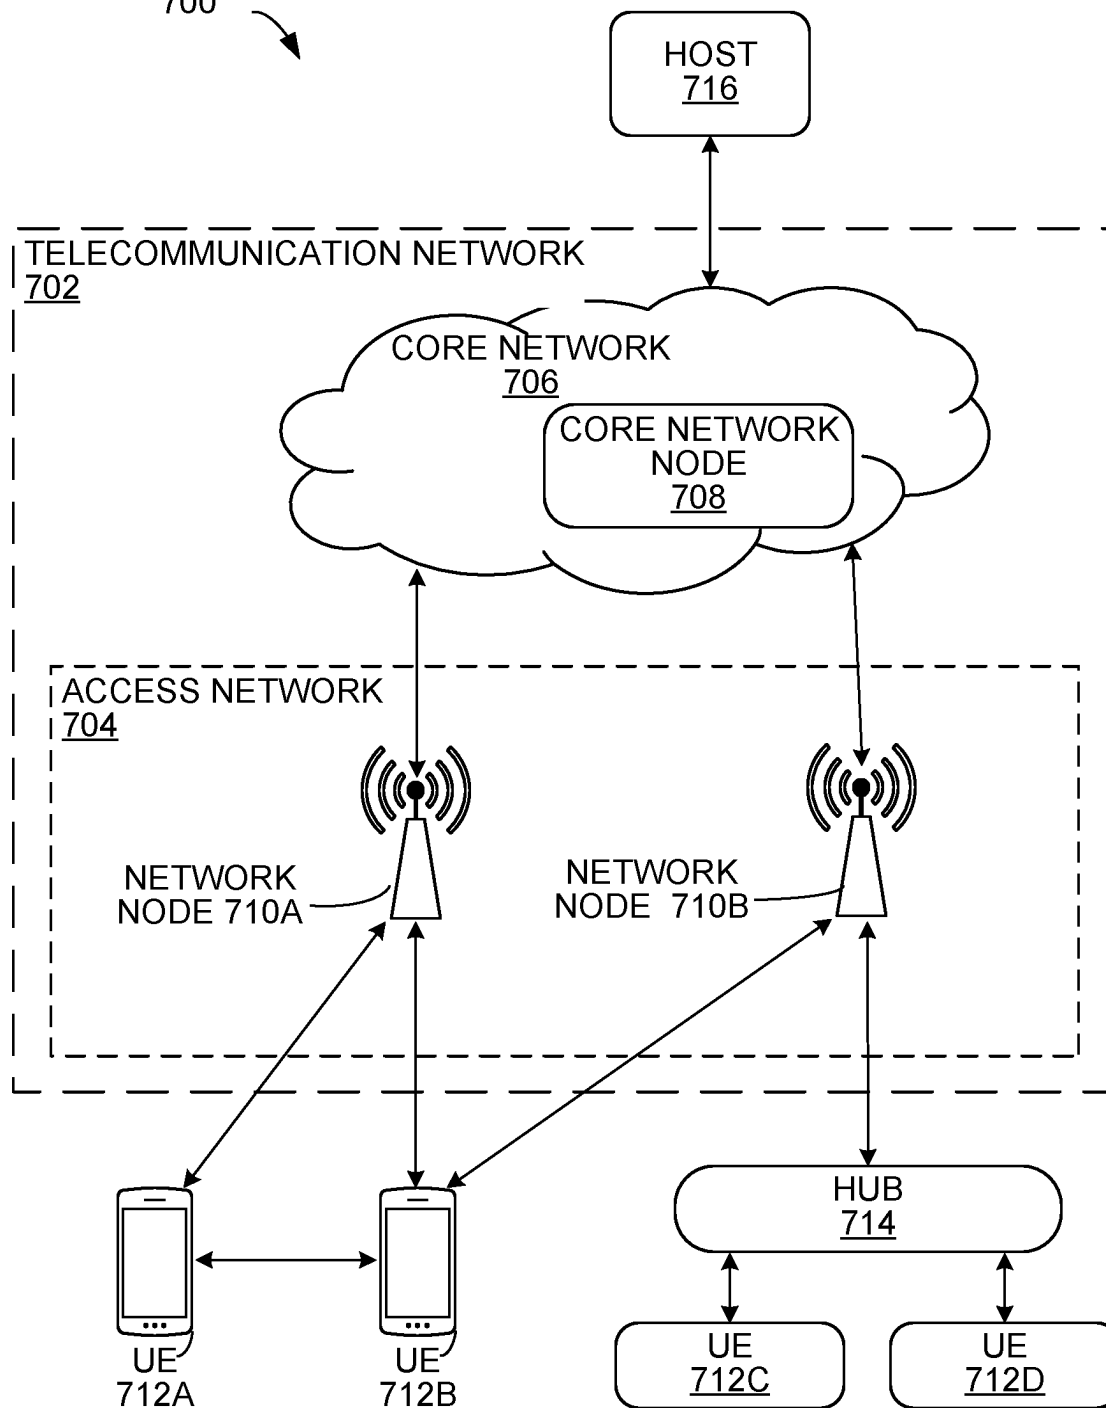 700
HOST
716
TELECOMMUNICATION NETWORK
702
CORE NETWORK
706
CORE NETWORK
NODE
708
ACCESS NETWORK
704
NETWORK
NODE 710A
NETWORK
NODE 710B
HUB
714
UE
712A
UE
712B
UE
712C
UE
712D